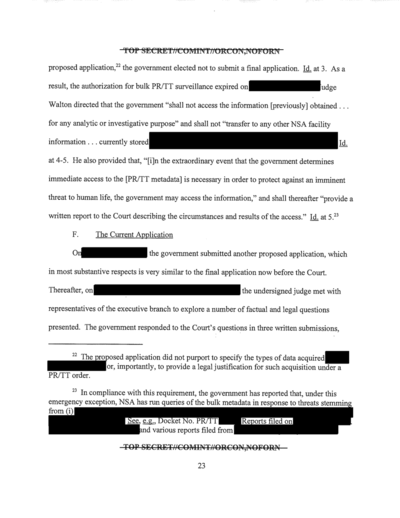 TOP SECRET//COMINT//ORCON,NOFORN
proposed application,22 the government elected not to submit a final application. Id. at 3. As a
result, the authorization for bulk PR/TT surveillance expired on udge
Walton directed that the government "shall not access the information [previously] obtained . . .
for any analytic or investigative purpose" and shall not "transfer to any other NSA facility
information . . . currently stored Id.
at 4-5. He also provided that, "[i]n the extraordinary event that the government determines
immediate access to the [PR/TT metadata] is necessary in order to protect against an imminent
threat to human life, the government may access the information," and shall thereafter "provide a
written report to the Court describing the circumstances and results of the access." Id. at 5.23
F. The Current Application
On the government submitted another proposed application, which
in most substantive respects is very similar to the final application now before the Court.
Thereafter, on the undersigned judge met with
representatives of the executive branch to explore a number of factual and legal questions
presented. The government responded to the Court's questions in three written submissions,
22 The proposed application did not purport to specify the types of data acquired
or, importantly, to provide a legal justification for such acquisition under a
PR/TT order.
23 In compliance with this requirement, the government has reported that, under this
emergency exception, NSA has run queries of the bulk metadata in response to threats stemming
from (i)
See, e.g., Docket No. PR/TT Reports filed on
and various reports filed from
TOP SECRET//COMINT//ORCON,NOFORN
23